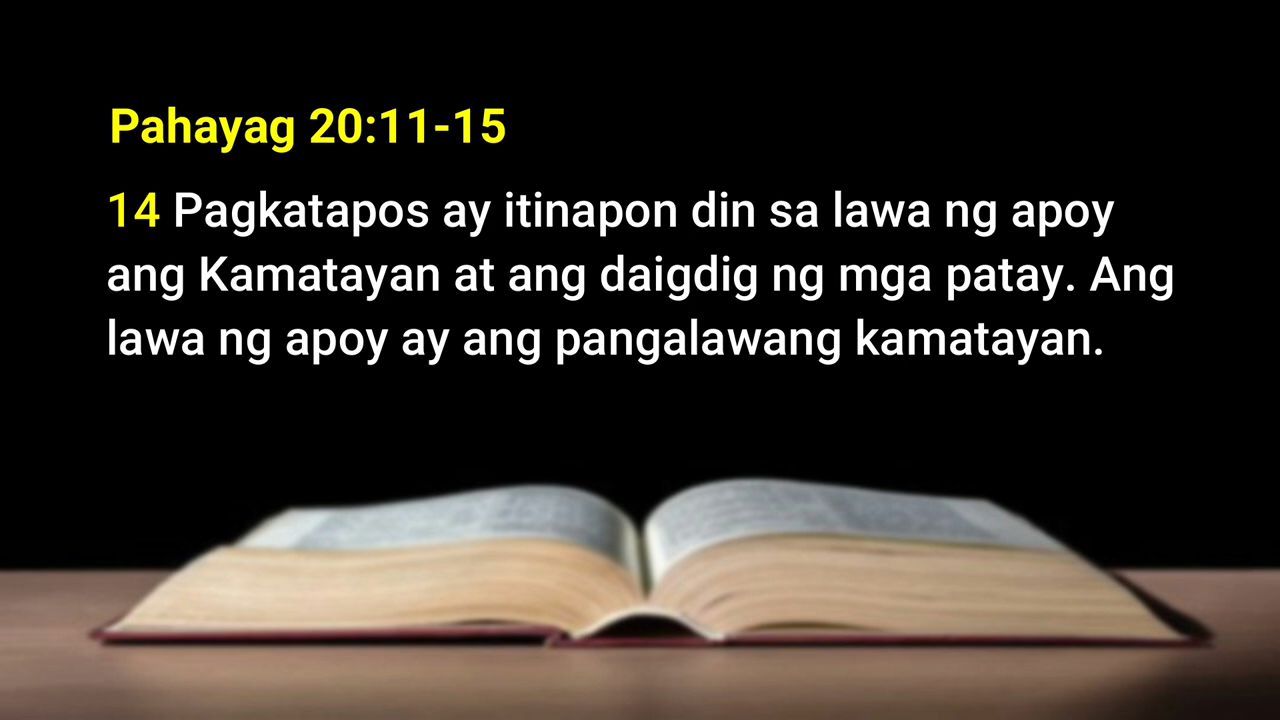 Pahayag 20:11-15
14 Pagkatapos ay itinapon din sa lawa ng apoy
ang Kamatayan at ang daigdig ng mga patay. Ang
lawa ng apoy ay ang pangalawang kamatayan.